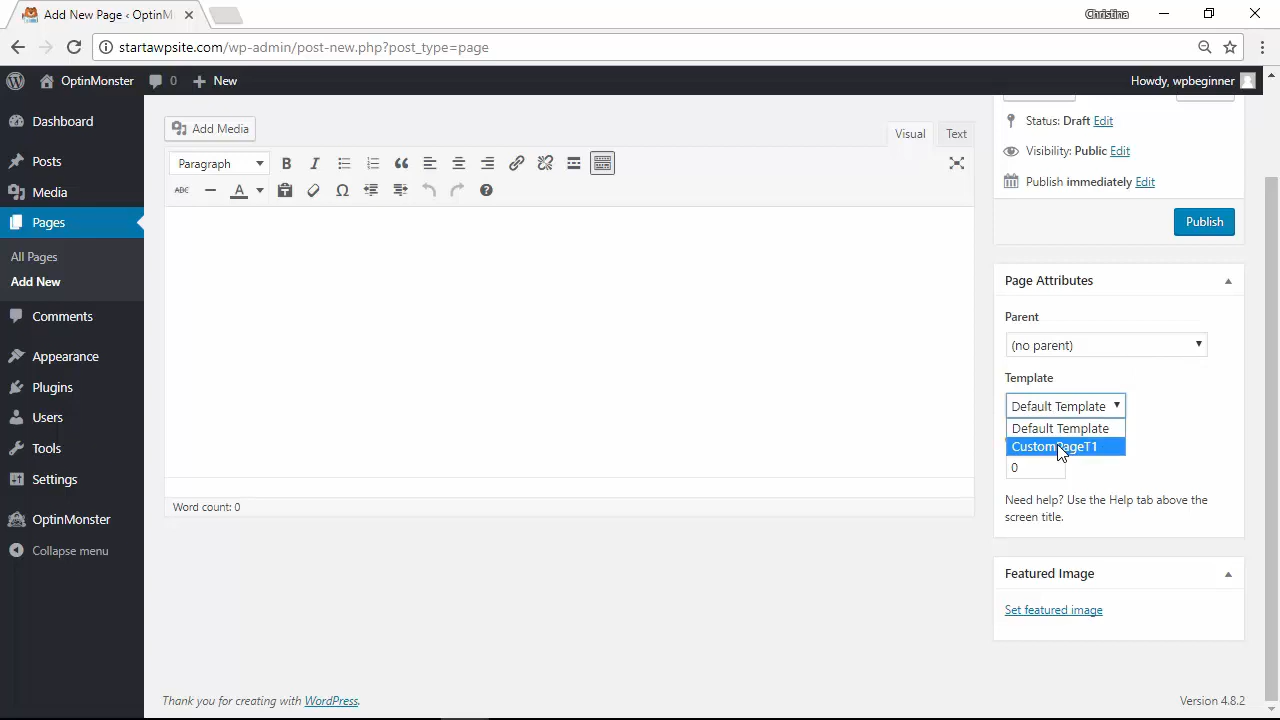 Add New Page ‹ OptinM
Christina
startawpsite.com/wp-admin/post-new.php?post_type=page
OptinMonster
0
New
Howdy, wpbeginner
Dashboard
Posts
Media
Pages
All Pages
Add New
Comments
Appearance
Plugins
Users
Tools
Settings
OptinMonster
Collapse menu
Add Media
Visual
Text
Paragraph
B
I
ABC
A
Word count: 0
Status: Draft Edit
Visibility: Public Edit
Publish immediately Edit
Publish
Page Attributes
Parent
(no parent)
Template
Default Template
Default Template
CustomPageT1
0
Need help? Use the Help tab above the
screen title.
Featured Image
Set featured image
Thank you for creating with WordPress.
Version 4.8.2